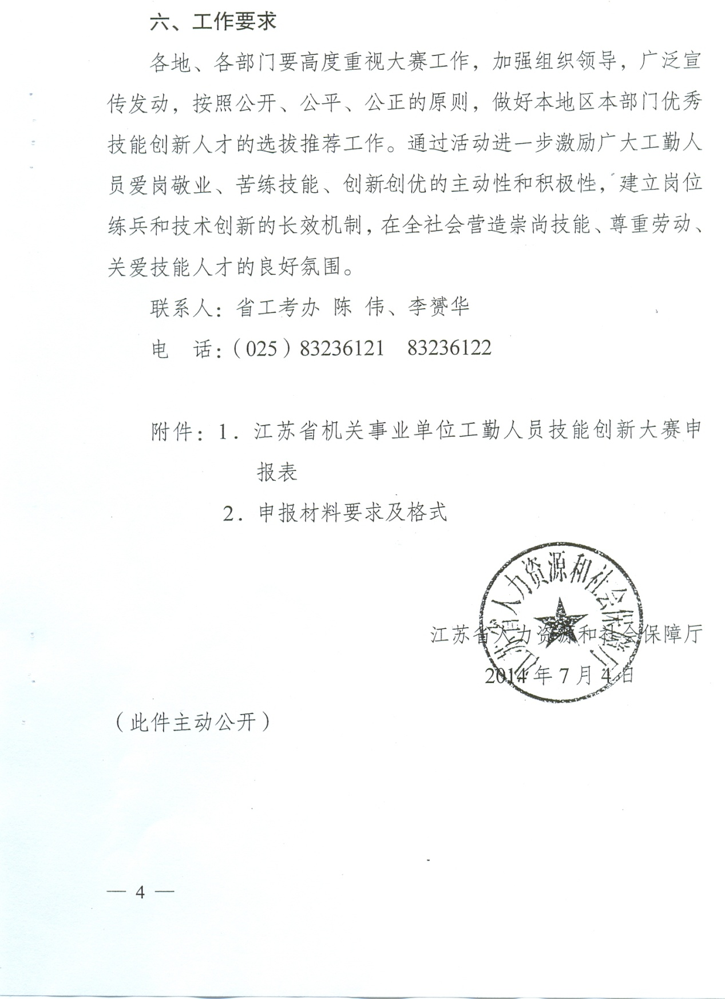 六、工作要求
各地、各部门要高度重视大赛工作，加强组织领导，广泛宣
传发动，按照公开、公平、公正的原则，做好本地区本部门优秀
技能创新人才的选拔推荐工作。通过活动进一步激励广大工勤人
员爱岗敬业、苦练技能、创新创优的主动性和积极性，建立岗位
练兵和技术创新的长效机制，在全社会营造崇尚技能、尊重劳动、
关爱技能人才的良好氛围。
联系人：省工考办 陈 伟、李赟华
电 话：（025）83236121 83236122
附件：1．江苏省机关事业单位工勤人员技能创新大赛申
报表
2．申报材料要求及格式
江苏省人力资源和社会保障厅
江苏省人力资源和社会保障厅
2014年7月4日
（此件主动公开）
— 4 —